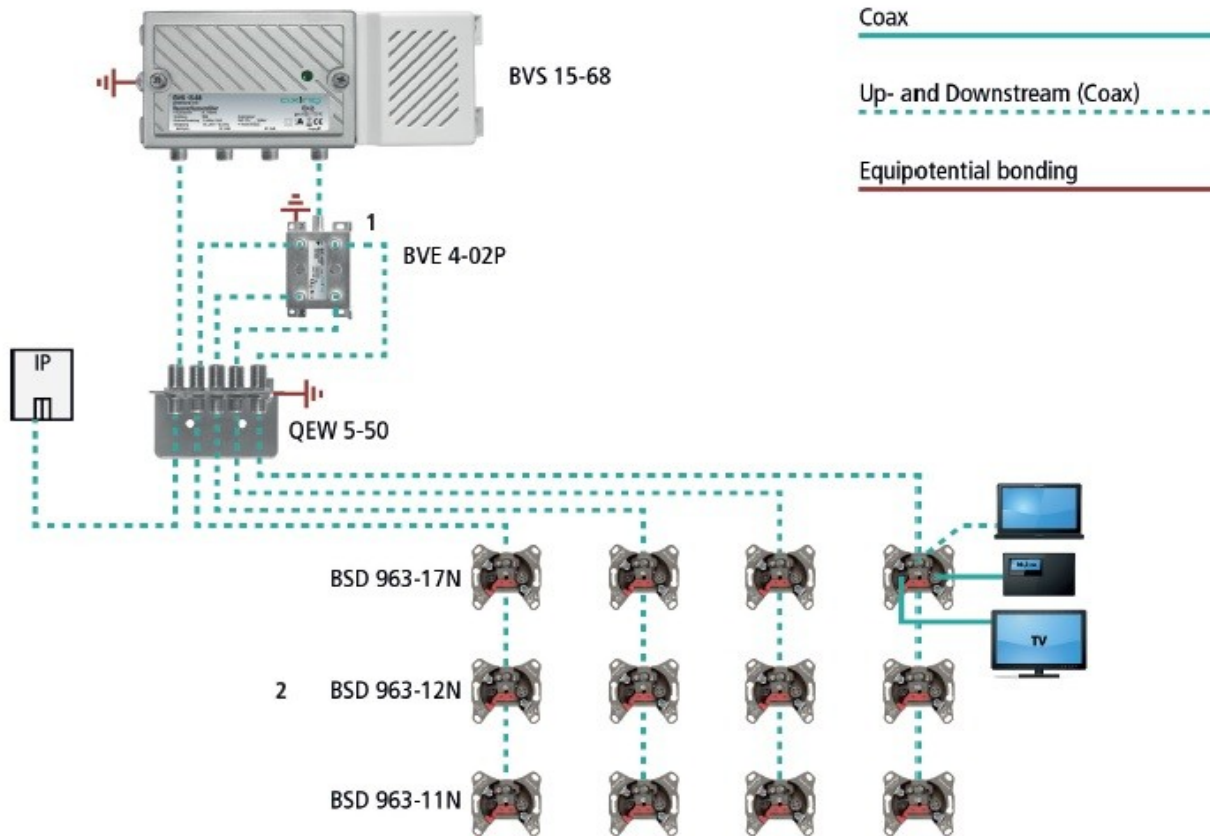 Coax
BVS 15-68
Up- and Downstream (Coax)
Equipotential bonding
1
BVE 4-02P
IP
QEW 5-50
BSD 963-17N
TV
2
BSD 963-12N
BSD 963-11N